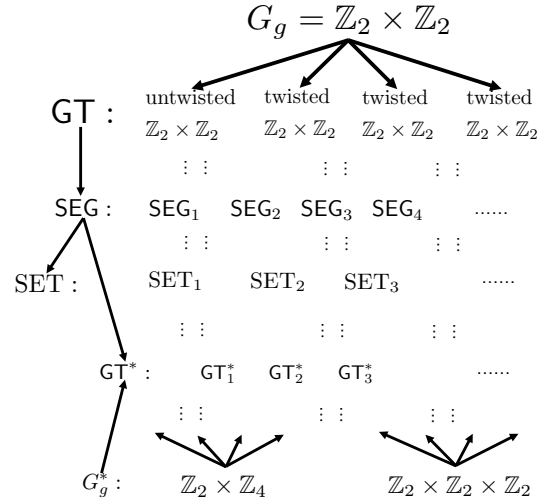 G_g = ℤ₂ × ℤ₂
GT : untwisted twisted twisted twisted
ℤ₂ × ℤ₂ ℤ₂ × ℤ₂ ℤ₂ × ℤ₂ ℤ₂ × ℤ₂
⋮ ⋮ ⋮ ⋮ ⋮ ⋮
SEG : SEG₁ SEG₂ SEG₃ SEG₄ ······
⋮ ⋮ ⋮ ⋮ ⋮ ⋮
SET : SET₁ SET₂ SET₃ ······
⋮ ⋮ ⋮ ⋮ ⋮ ⋮
GT* : GT*₁ GT*₂ GT*₃ ······
⋮ ⋮ ⋮ ⋮ ⋮ ⋮
G*_g : ℤ₂ × ℤ₄ ℤ₂ × ℤ₂ × ℤ₂